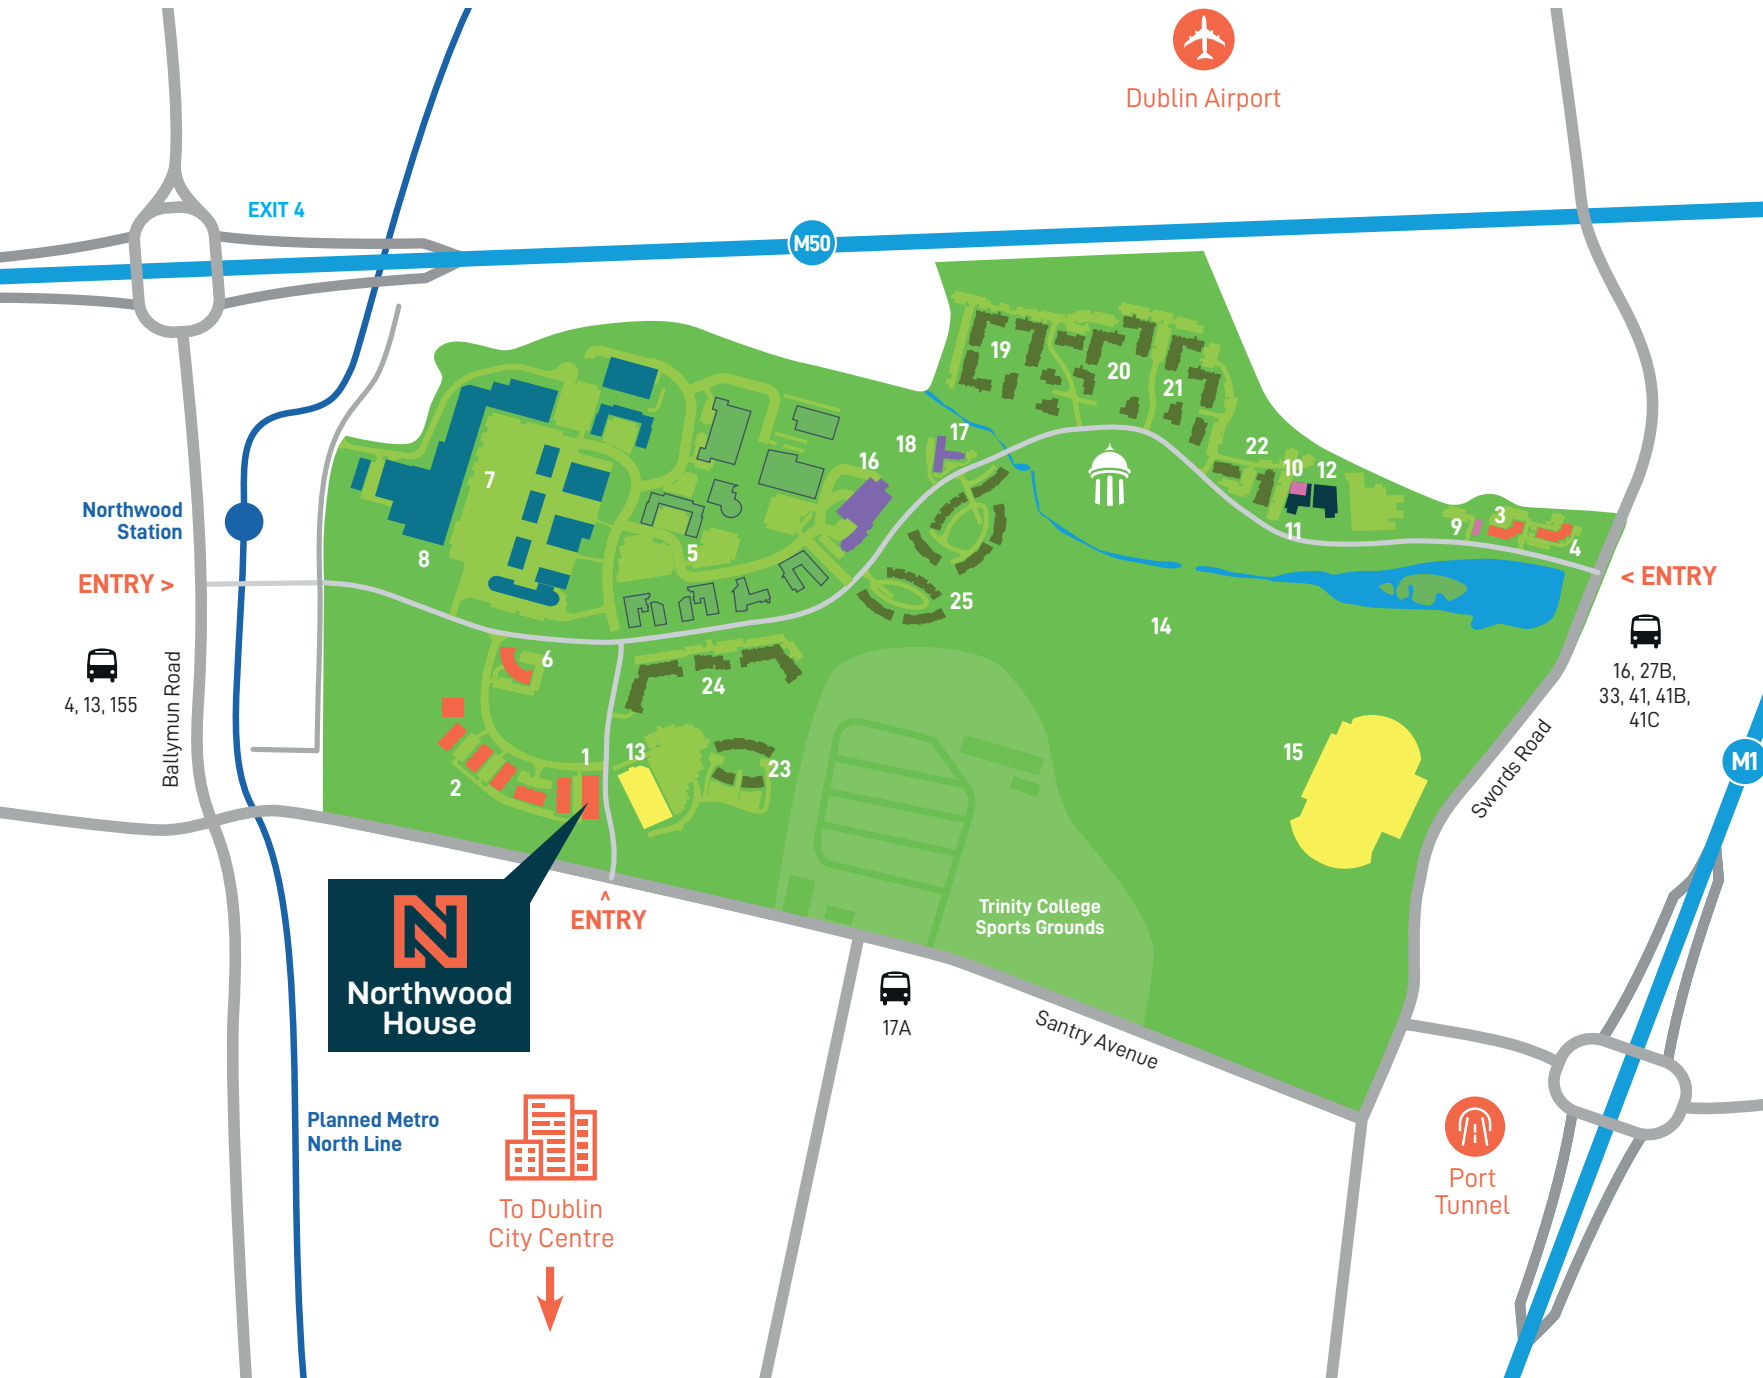 Dublin Airport
EXIT 4
M50
19
20
21
22
10
12
11
9
3
4
16
18
17
7
8
5
Northwood
Station
ENTRY >
< ENTRY
4, 13, 155
Ballymun Road
16, 27B,
33, 41, 41B,
41C
Swords Road
M1
6
24
25
14
15
1
2
13
23
Northwood
House
^
ENTRY
Trinity College
Sports Grounds
17A
Santry Avenue
Planned Metro
North Line
To Dublin
City Centre
Port
Tunnel